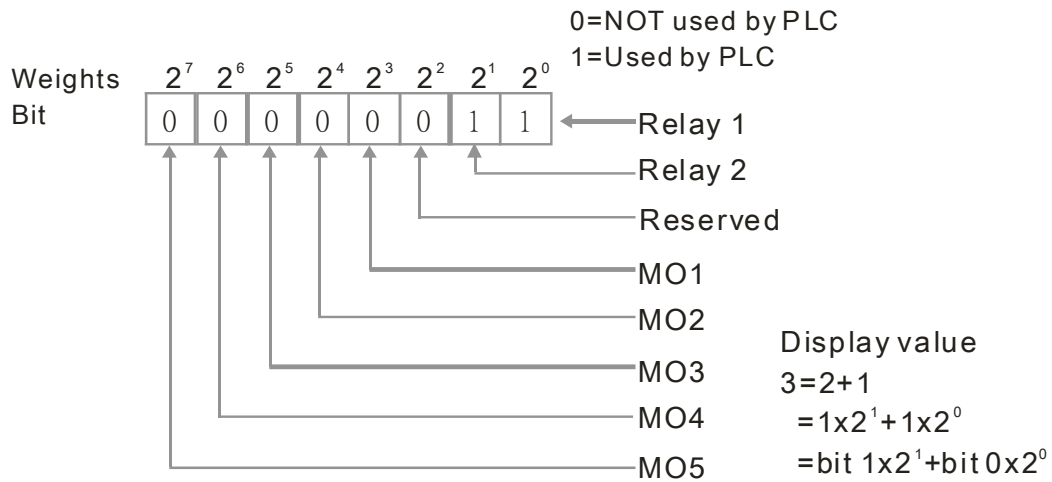 0=NOT used by PLC
1=Used by PLC
Weights 2⁷ 2⁶ 2⁵ 2⁴ 2³ 2² 2¹ 2⁰
Bit 0 0 0 0 0 0 1 1
Relay 1
Relay 2
Reserved
MO1
MO2
MO3
MO4
MO5
Display value
3=2+1
=1x2¹+1x2⁰
=bit 1x2¹+bit 0x2⁰